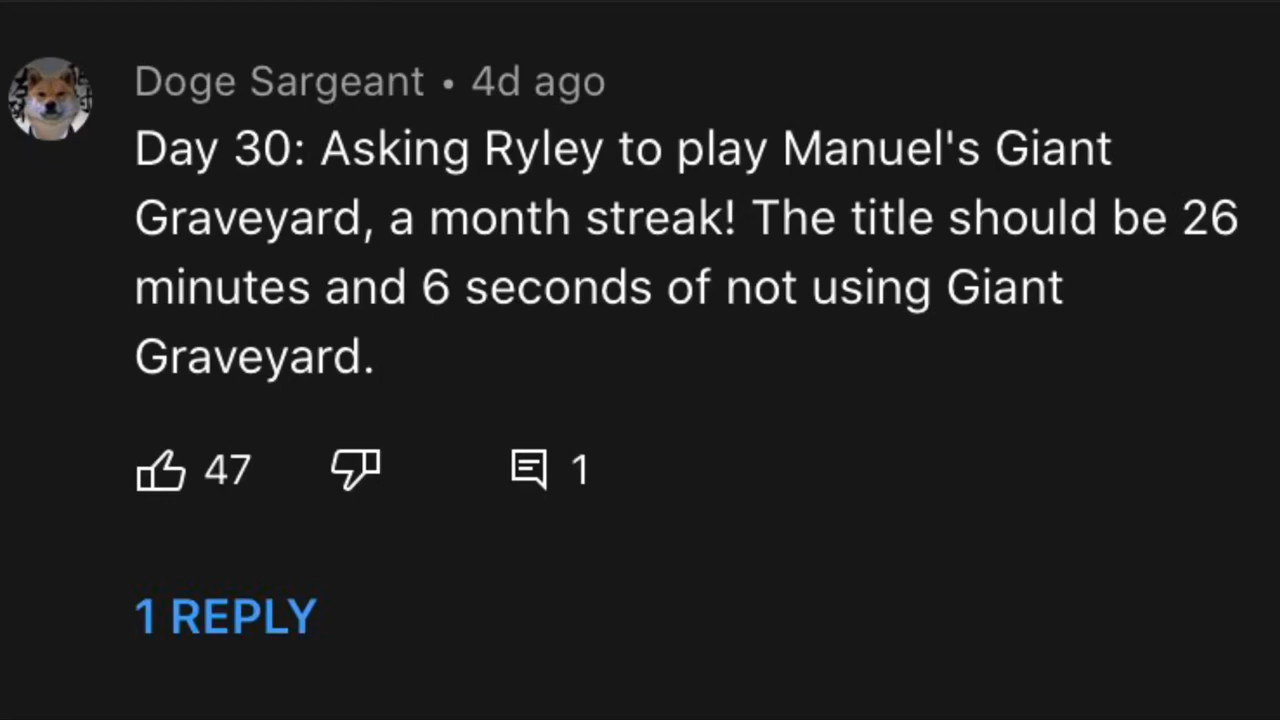 Doge Sargeant • 4d ago
Day 30: Asking Ryley to play Manuel's Giant
Graveyard, a month streak! The title should be 26
minutes and 6 seconds of not using Giant
Graveyard.
47 1
1 REPLY